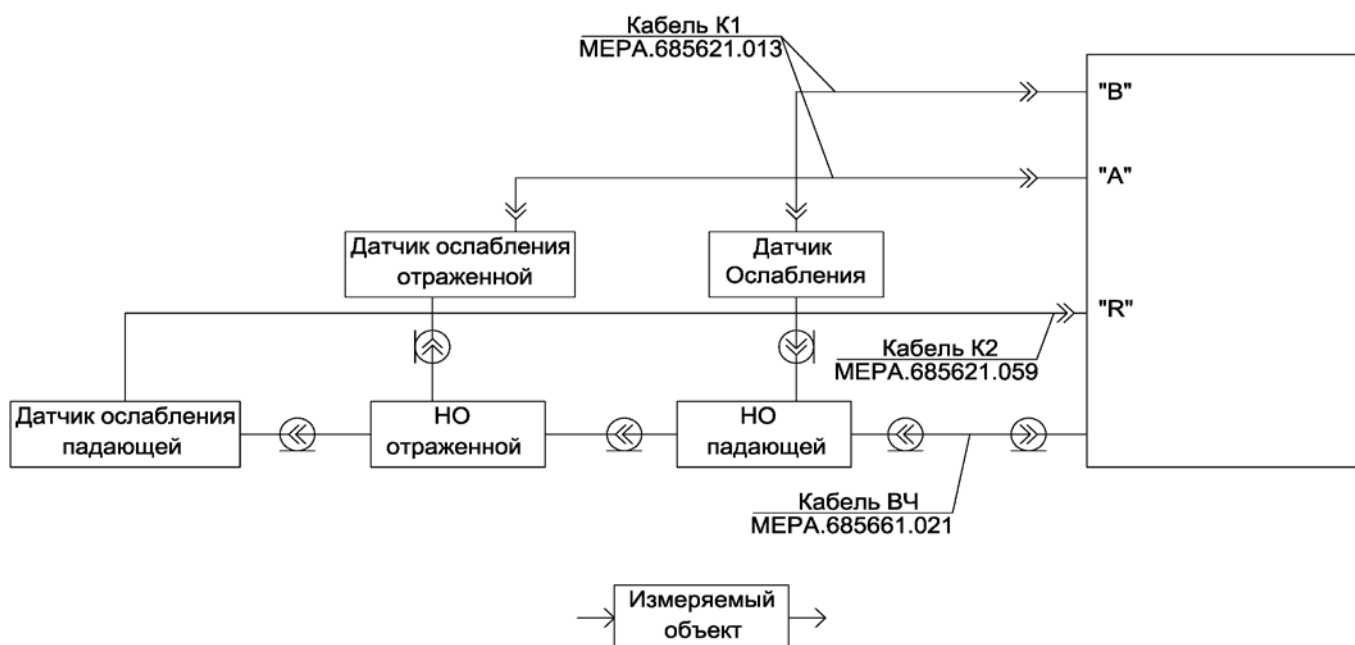 Кабель К1
МЕРА.685621.013
"В"
"А"
Датчик ослабления
отраженной
Датчик
Ослабления
"R"
Кабель К2
МЕРА.685621.059
Датчик ослабления
падающей
НО
отраженной
НО
падающей
Кабель ВЧ
МЕРА.685661.021
Измеряемый
объект